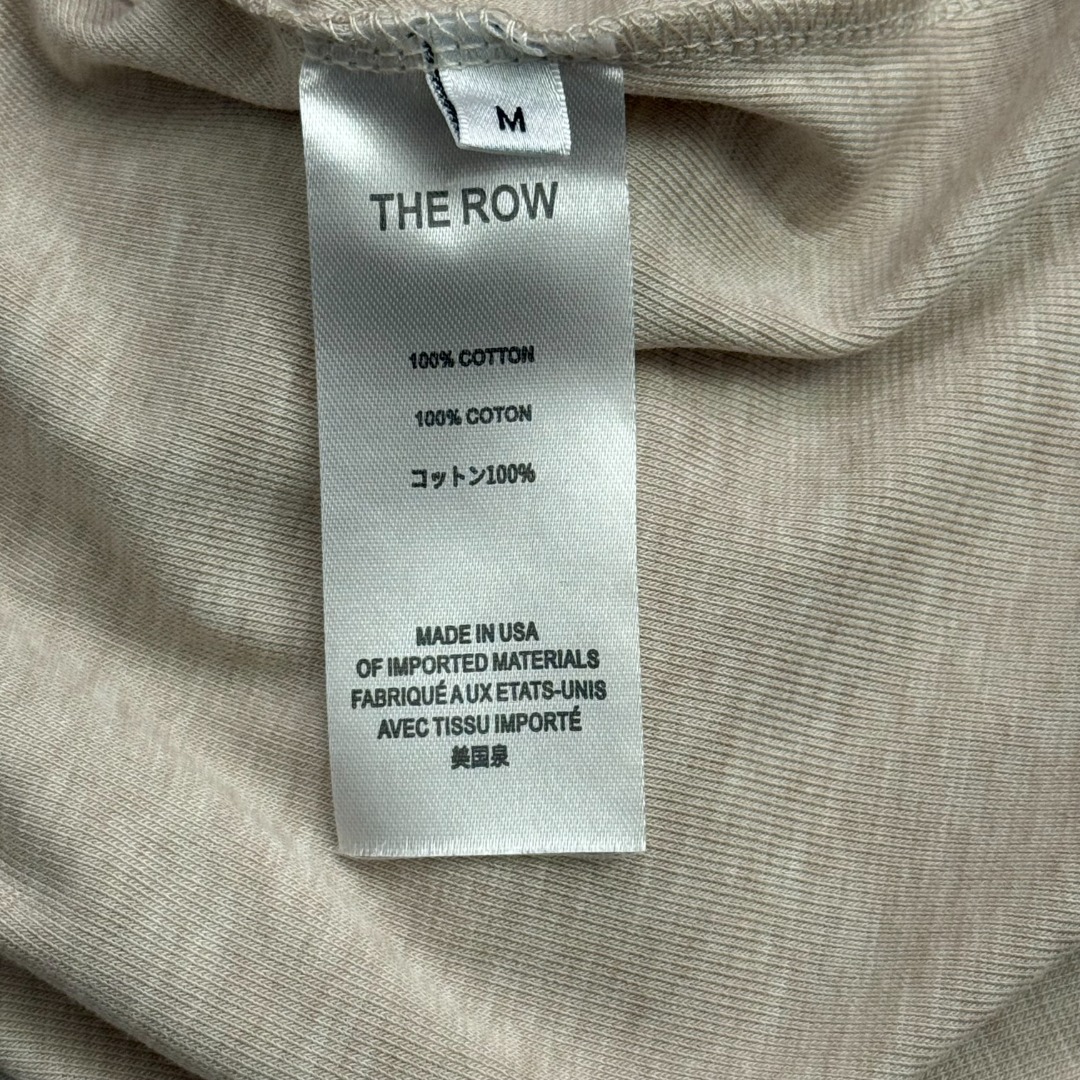 M
THE ROW
100% COTTON
100% COTON
コットン100%
MADE IN USA
OF IMPORTED MATERIALS
FABRIQUÉ AUX ETATS-UNIS
AVEC TISSU IMPORTÉ
美国泉